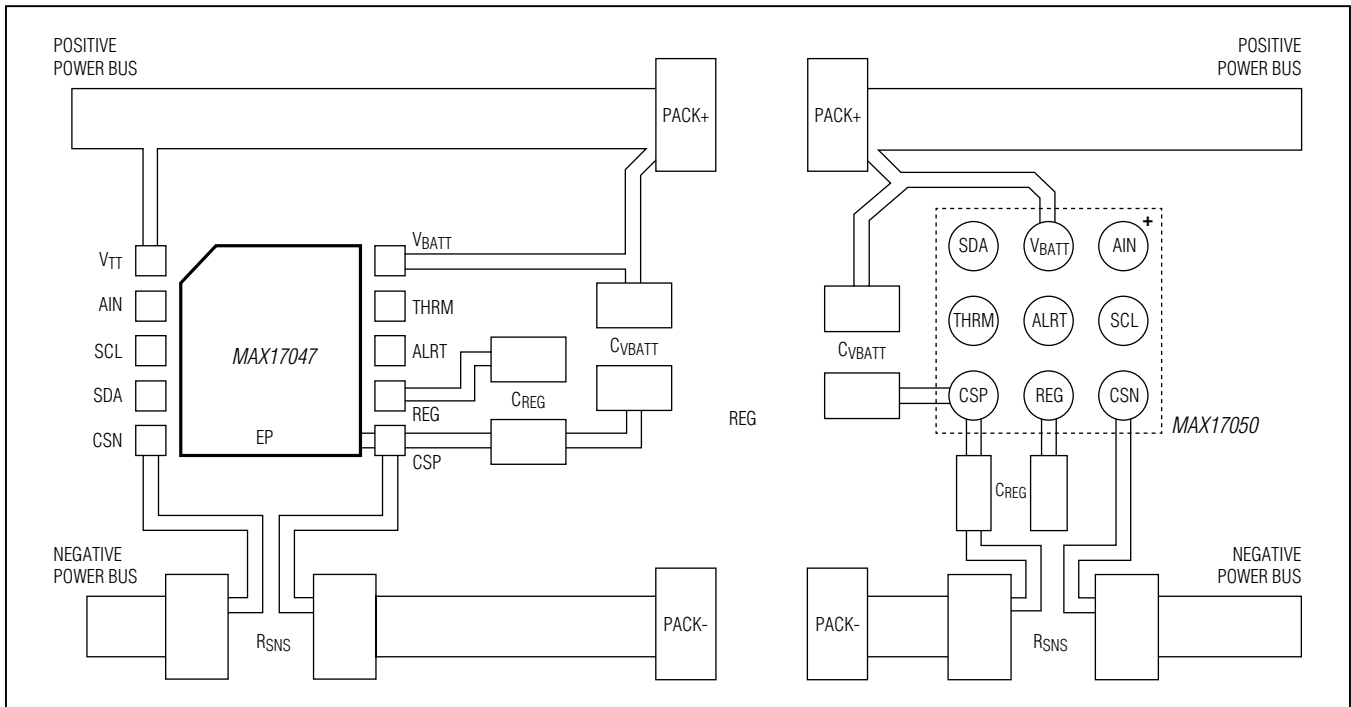 POSITIVE
POWER BUS
PACK+
VTT
AIN
SCL
SDA
CSN
MAX17047
EP
VBATT
THRM
ALRT
REG
CSP
CREG
CVBATT
NEGATIVE
POWER BUS
RSNS
PACK-
REG
POSITIVE
POWER BUS
PACK+
CVBATT
SDA
VBATT
AIN
+
THRM
ALRT
SCL
CSP
REG
CSN
MAX17050
CREG
NEGATIVE
POWER BUS
PACK-
RSNS